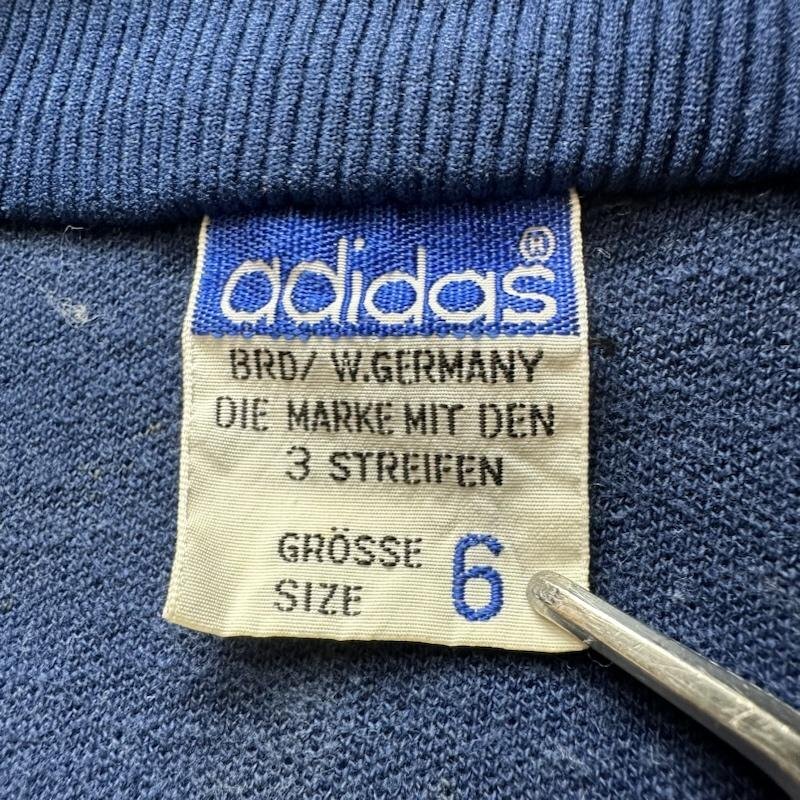 adidas®
BRD/ W.GERMANY
DIE MARKE MIT DEN
3 STREIFEN
GRÖSSE 6
SIZE